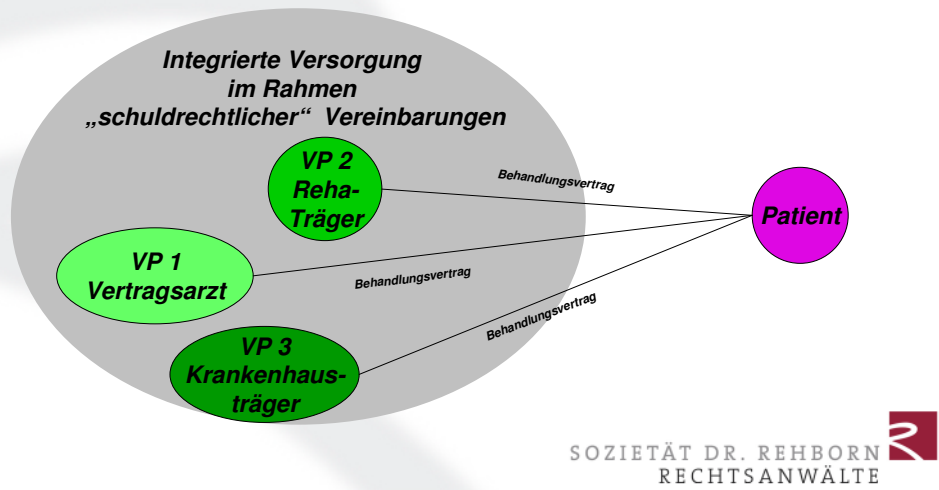 Integrierte Versorgung
im Rahmen
„schuldrechtlicher“ Vereinbarungen
VP 2
Reha-
Träger
Behandlungsvertrag
Patient
VP 1
Vertragsarzt
Behandlungsvertrag
Behandlungsvertrag
VP 3
Krankenhaus-
träger
SOZIETÄT DR. REHBORN
RECHTSANWÄLTE